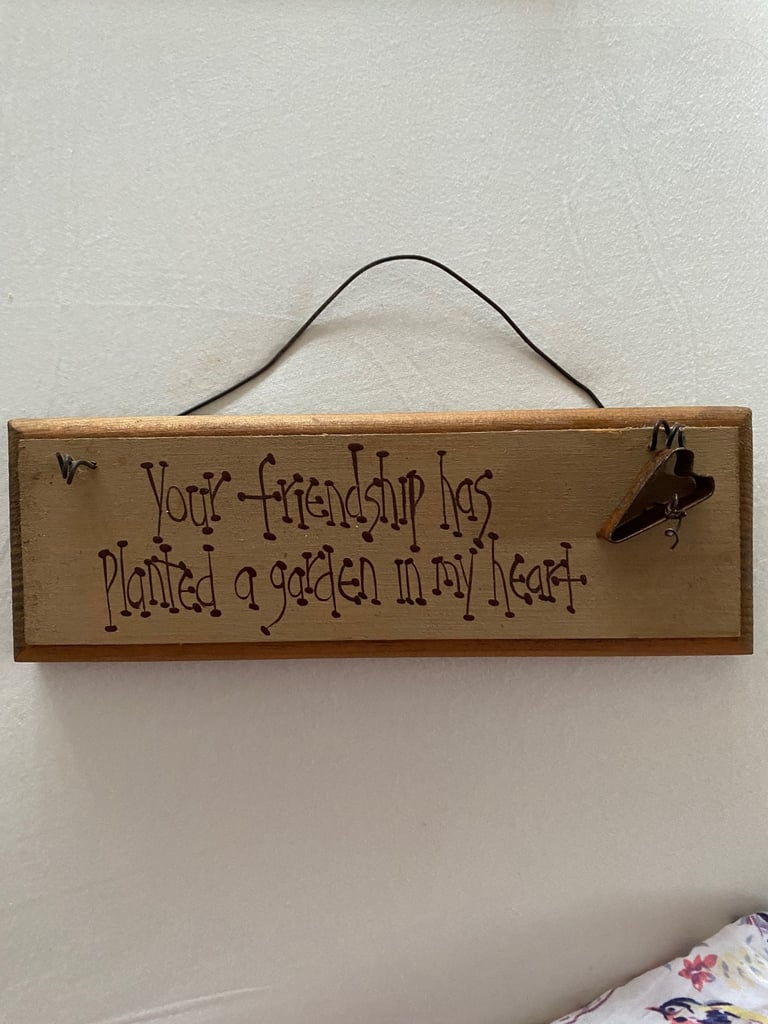 Your friendship has
Planted a garden in my heart